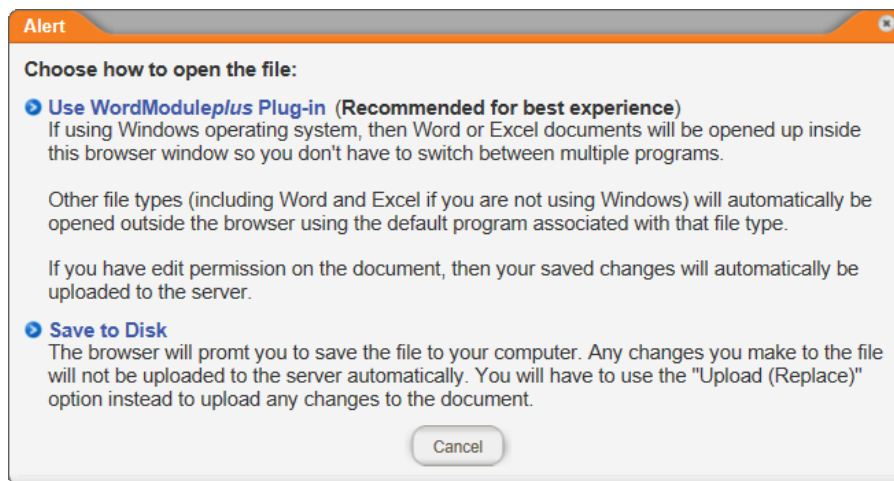 Alert
Choose how to open the file:
Use WordModuleplus Plug-in (Recommended for best experience)
If using Windows operating system, then Word or Excel documents will be opened up inside
this browser window so you don't have to switch between multiple programs.
Other file types (including Word and Excel if you are not using Windows) will automatically be
opened outside the browser using the default program associated with that file type.
If you have edit permission on the document, then your saved changes will automatically be
uploaded to the server.
Save to Disk
The browser will promt you to save the file to your computer. Any changes you make to the file
will not be uploaded to the server automatically. You will have to use the "Upload (Replace)"
option instead to upload any changes to the document.
Cancel